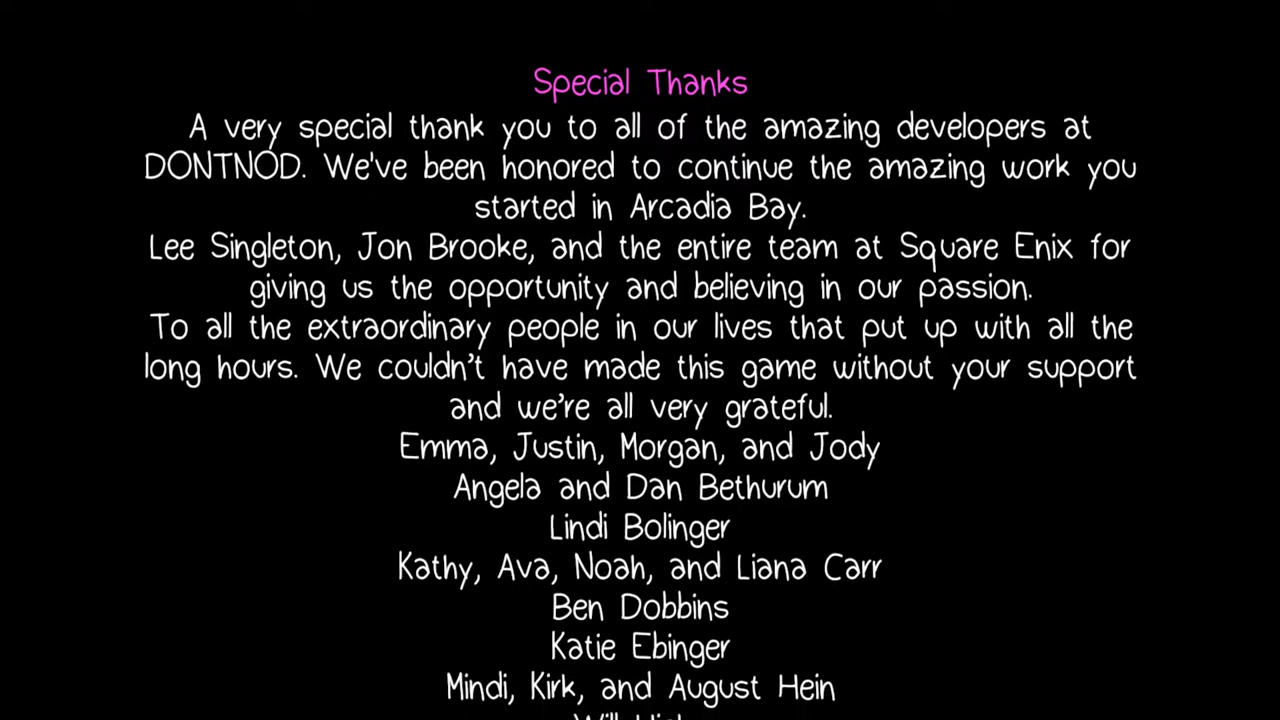 Special Thanks
A very special thank you to all of the amazing developers at
DONTNOD. We've been honored to continue the amazing work you
started in Arcadia Bay.
Lee Singleton, Jon Brooke, and the entire team at Square Enix for
giving us the opportunity and believing in our passion.
To all the extraordinary people in our lives that put up with all the
long hours. We couldn't have made this game without your support
and we're all very grateful.
Emma, Justin, Morgan, and Jody
Angela and Dan Bethurum
Lindi Bolinger
Kathy, Ava, Noah, and Liana Carr
Ben Dobbins
Katie Ebinger
Mindi, Kirk, and August Hein
Will